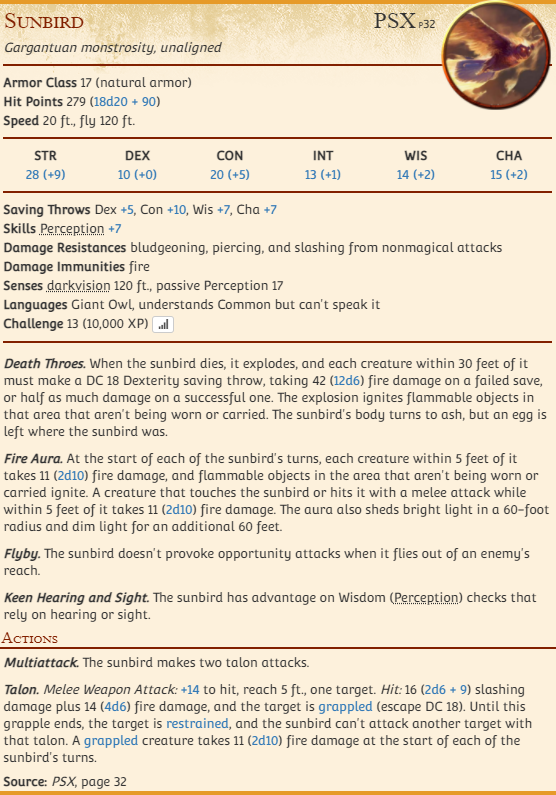 SUNBIRD PSX P32
Gargantuan monstrosity, unaligned
Armor Class 17 (natural armor)
Hit Points 279 (18d20 + 90)
Speed 20 ft., fly 120 ft.
STR DEX CON INT WIS CHA
28 (+9) 10 (+0) 20 (+5) 13 (+1) 14 (+2) 15 (+2)
Saving Throws Dex +5, Con +10, Wis +7, Cha +7
Skills Perception +7
Damage Resistances bludgeoning, piercing, and slashing from nonmagical attacks
Damage Immunities fire
Senses darkvision 120 ft., passive Perception 17
Languages Giant Owl, understands Common but can't speak it
Challenge 13 (10,000 XP)
Death Throes. When the sunbird dies, it explodes, and each creature within 30 feet of it
must make a DC 18 Dexterity saving throw, taking 42 (12d6) fire damage on a failed save,
or half as much damage on a successful one. The explosion ignites flammable objects in
that area that aren't being worn or carried. The sunbird's body turns to ash, but an egg is
left where the sunbird was.
Fire Aura. At the start of each of the sunbird's turns, each creature within 5 feet of it
takes 11 (2d10) fire damage, and flammable objects in the area that aren't being worn or
carried ignite. A creature that touches the sunbird or hits it with a melee attack while
within 5 feet of it takes 11 (2d10) fire damage. The aura also sheds bright light in a 60-foot
radius and dim light for an additional 60 feet.
Flyby. The sunbird doesn't provoke opportunity attacks when it flies out of an enemy's
reach.
Keen Hearing and Sight. The sunbird has advantage on Wisdom (Perception) checks that
rely on hearing or sight.
ACTIONS
Multiattack. The sunbird makes two talon attacks.
Talon. Melee Weapon Attack: +14 to hit, reach 5 ft., one target. Hit: 16 (2d6 + 9) slashing
damage plus 14 (4d6) fire damage, and the target is grappled (escape DC 18). Until this
grapple ends, the target is restrained, and the sunbird can't attack another target with
that talon. A grappled creature takes 11 (2d10) fire damage at the start of each of the
sunbird's turns.
Source: PSX, page 32